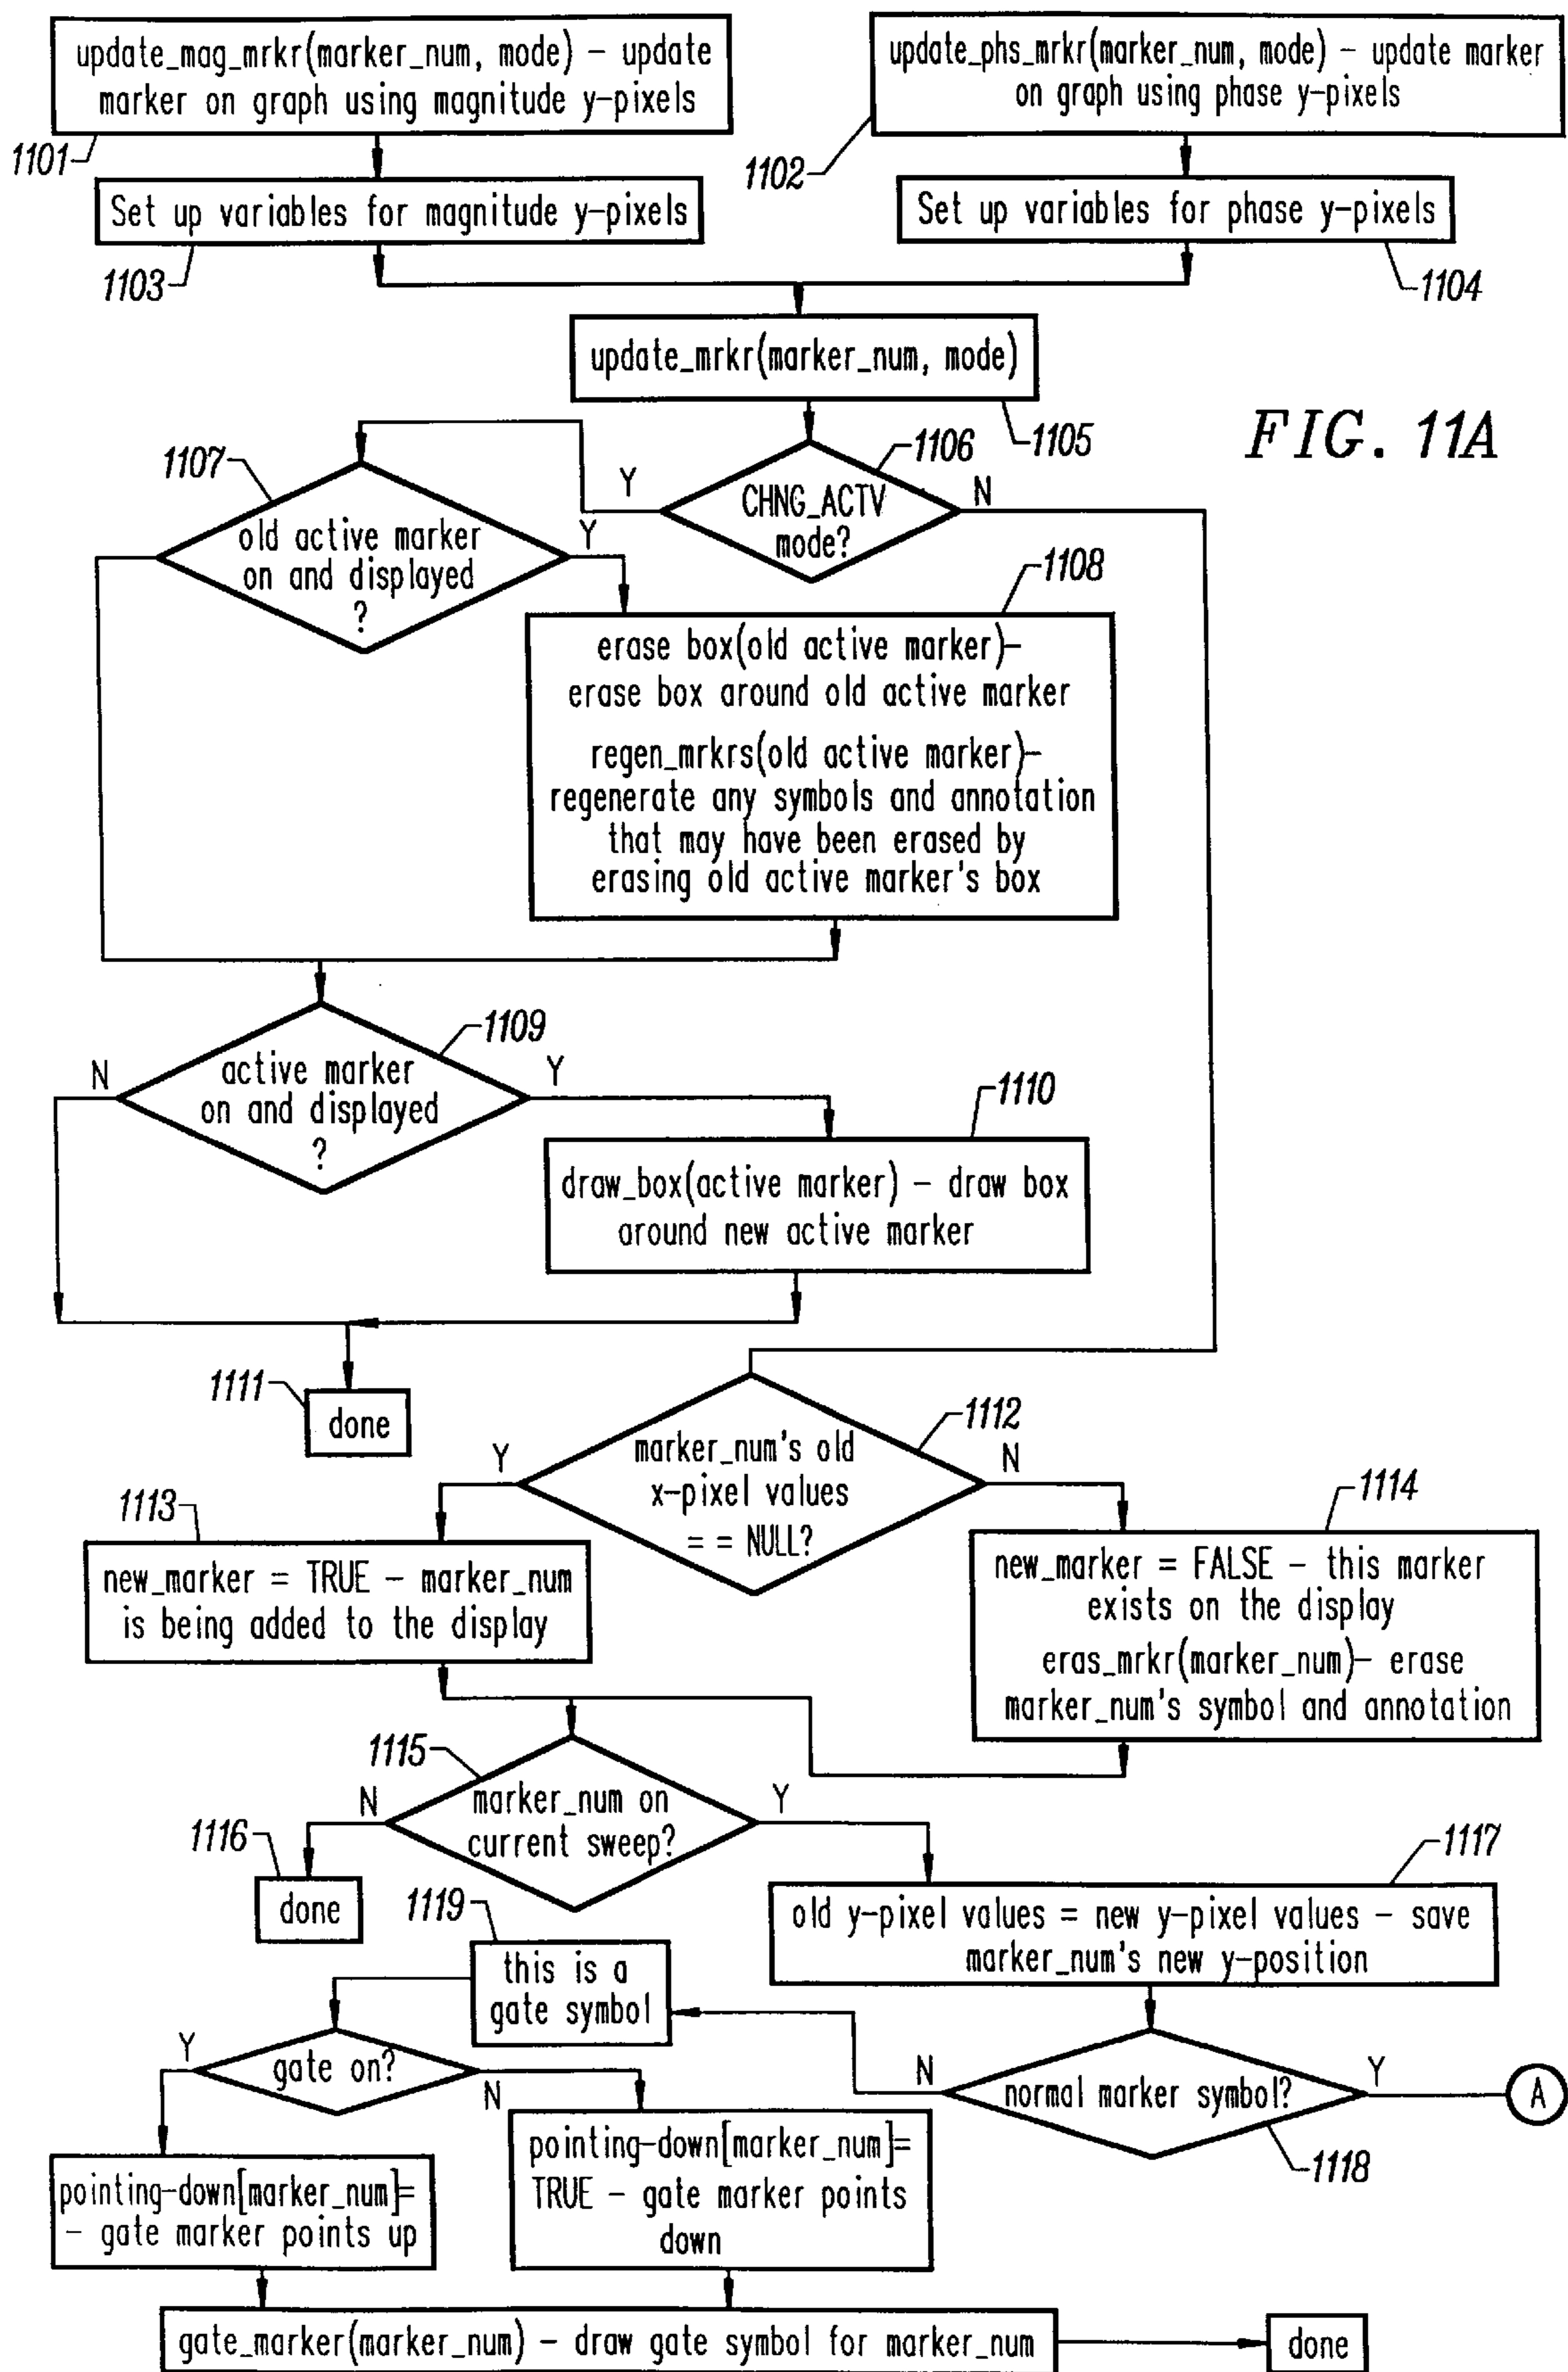 update_mag_mrkr(marker_num, mode) – update
marker on graph using magnitude y-pixels
1101
update_phs_mrkr(marker_num, mode) – update marker
on graph using phase y-pixels
1102
Set up variables for magnitude y-pixels
1103
Set up variables for phase y-pixels
1104
update_mrkr(marker_num, mode)
1105
FIG. 11A
1106
CHNG_ACTV
mode?
Y
N
1107
old active marker
on and displayed
?
Y
1108
erase box(old active marker)–
erase box around old active marker
regen_mrkrs(old active marker)–
regenerate any symbols and annotation
that may have been erased by
erasing old active marker's box
1109
active marker
on and displayed
?
N
Y
1110
draw_box(active marker) – draw box
around new active marker
1111
done
1112
marker_num's old
x-pixel values
= = NULL?
Y
N
1113
new_marker = TRUE – marker_num
is being added to the display
1114
new_marker = FALSE – this marker
exists on the display
eras_mrkr(marker_num)– erase
marker_num's symbol and annotation
1115
marker_num on
current sweep?
N
Y
1116
done
1117
old y-pixel values = new y-pixel values – save
marker_num's new y-position
1119
this is a
gate symbol
normal marker symbol?
N
Y
A
1118
gate on?
Y
N
pointing-down[marker_num]=
– gate marker points up
pointing-down[marker_num]=
TRUE – gate marker points
down
gate_marker(marker_num) – draw gate symbol for marker_num
done